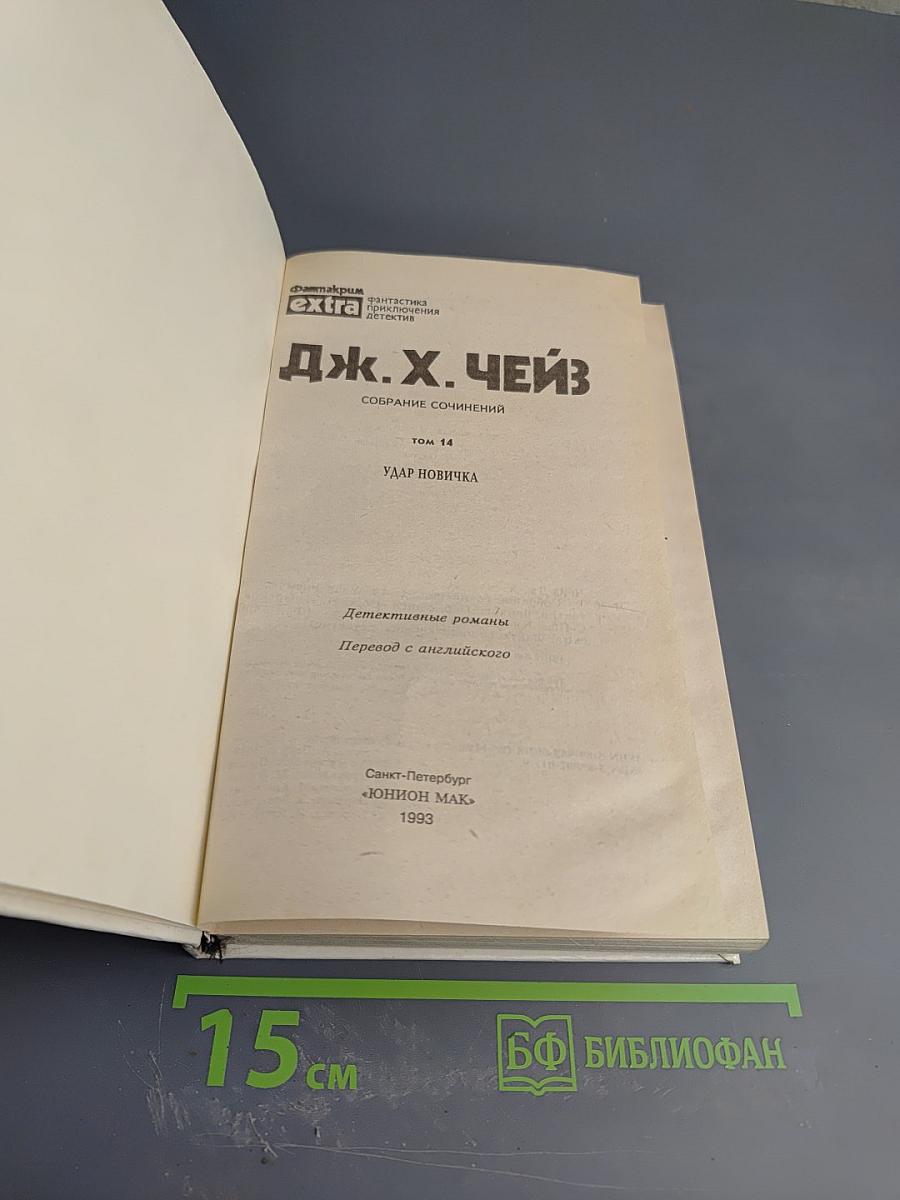 Фантакрим
extra
фантастика
приключения
детектив
ДЖ. Х. ЧЕЙЗ
СОБРАНИЕ СОЧИНЕНИЙ
том 14
УДАР НОВИЧКА
Детективные романы
Перевод с английского
Санкт-Петербург
«ЮНИОН МАК»
1993
15 см
БФ БИБЛИОФАН